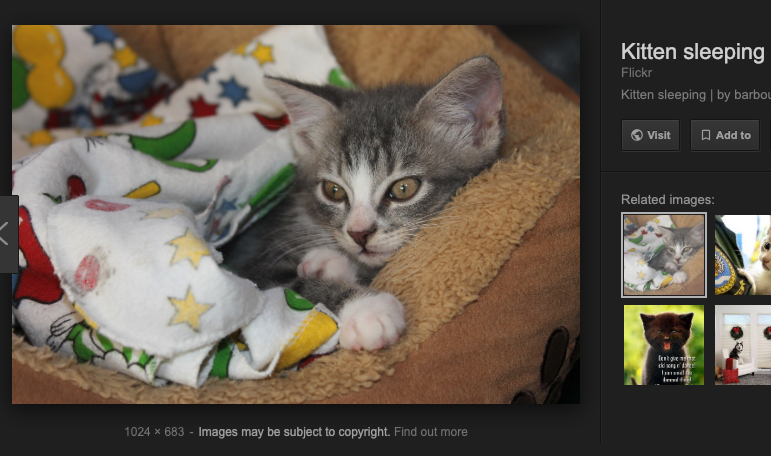 Kitten sleeping
Flickr
Kitten sleeping | by barbou
Visit
Add to
Related images:
1024 × 683 - Images may be subject to copyright. Find out more